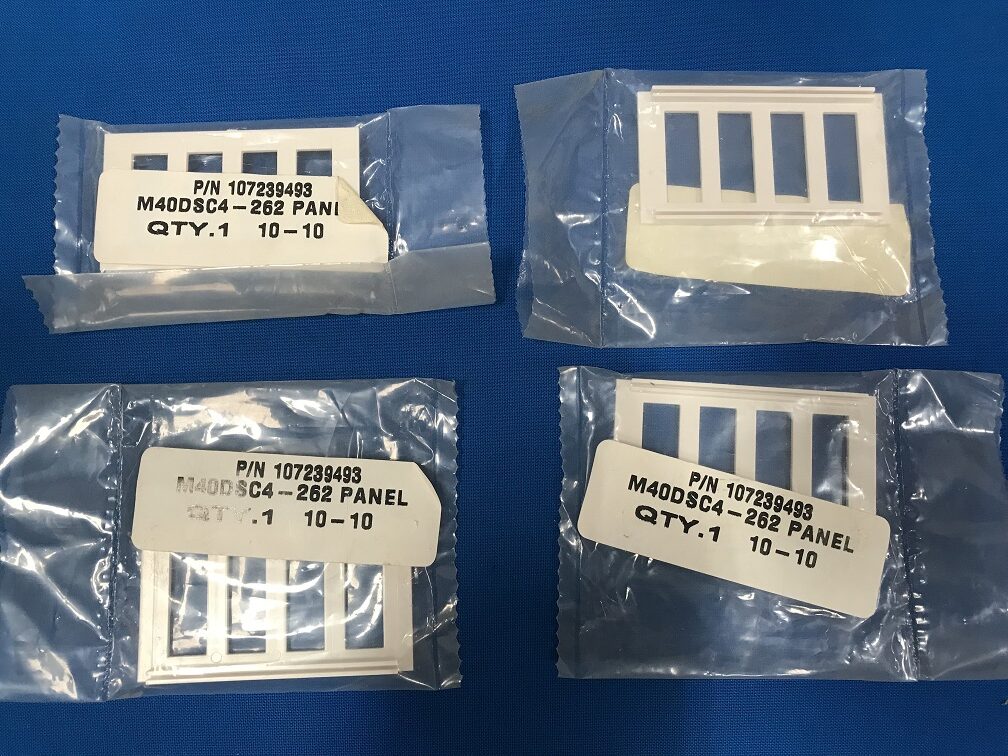 P/N 107239493
M40DSC4-262 PANE
QTY.1 10-10
P/N 107239493
M40DSC4-262 PANEL
QTY.1 10-10
P/N 107239493
M40DSC4-262 PANEL
QTY.1 10-10